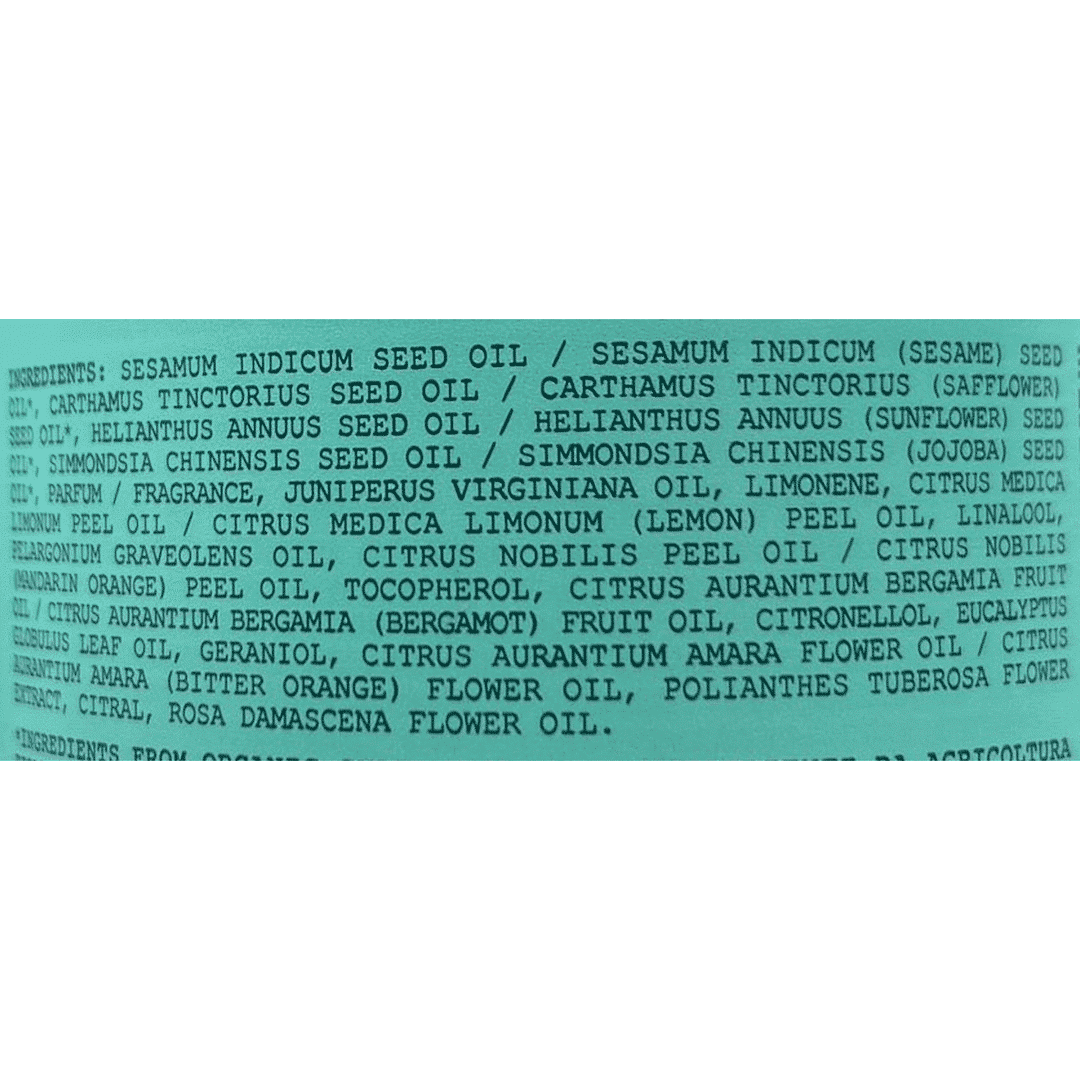 INGREDIENTS: SESAMUM INDICUM SEED OIL / SESAMUM INDICUM (SESAME) SEED
OIL*, CARTHAMUS TINCTORIUS SEED OIL / CARTHAMUS TINCTORIUS (SAFFLOWER)
SEED OIL*, HELIANTHUS ANNUUS SEED OIL / HELIANTHUS ANNUUS (SUNFLOWER) SEED
OIL*, SIMMONDSIA CHINENSIS SEED OIL / SIMMONDSIA CHINENSIS (JOJOBA) SEED
OIL*, PARFUM / FRAGRANCE, JUNIPERUS VIRGINIANA OIL, LIMONENE, CITRUS MEDICA
LIMONUM PEEL OIL / CITRUS MEDICA LIMONUM (LEMON) PEEL OIL, LINALOOL,
PELARGONIUM GRAVEOLENS OIL, CITRUS NOBILIS PEEL OIL / CITRUS NOBILIS
(MANDARIN ORANGE) PEEL OIL, TOCOPHEROL, CITRUS AURANTIUM BERGAMIA FRUIT
OIL / CITRUS AURANTIUM BERGAMIA (BERGAMOT) FRUIT OIL, CITRONELLOL, EUCALYPTUS
GLOBULUS LEAF OIL, GERANIOL, CITRUS AURANTIUM AMARA FLOWER OIL / CITRUS
AURANTIUM AMARA (BITTER ORANGE) FLOWER OIL, POLIANTHES TUBEROSA FLOWER
EXTRACT, CITRAL, ROSA DAMASCENA FLOWER OIL.
*INGREDIENTS FROM ORGANIC DA AGRICOLTURA